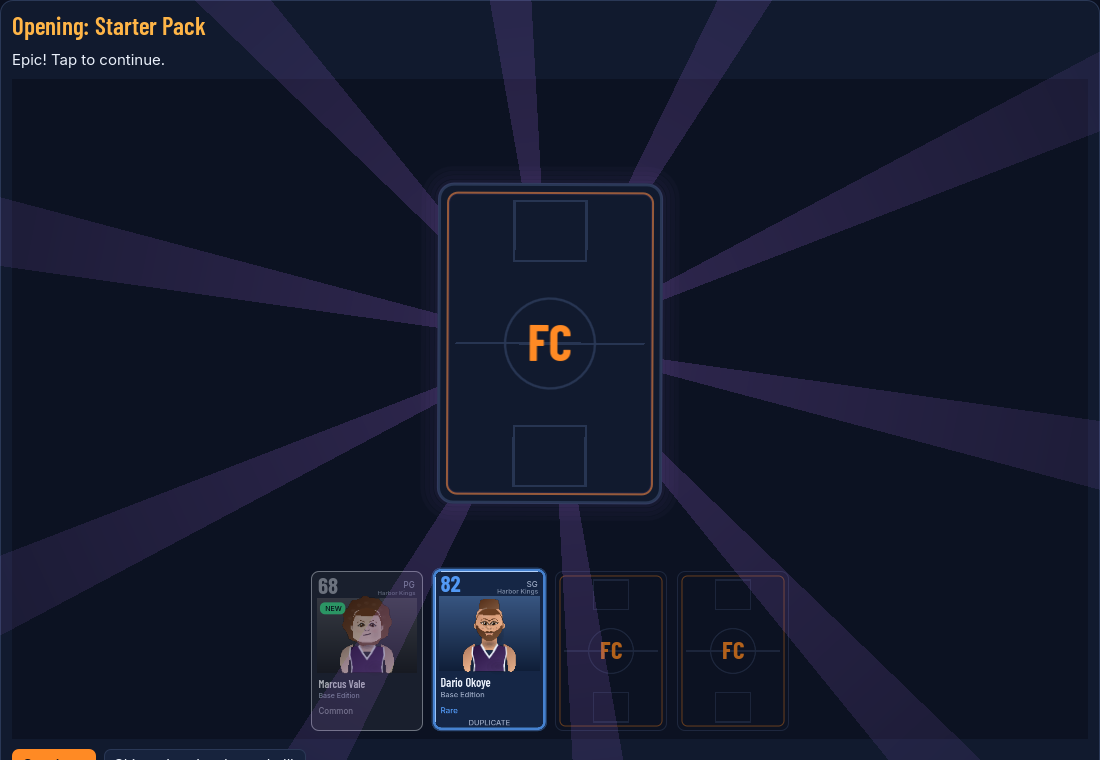 Opening: Starter Pack
Epic! Tap to continue.
FC
68
PG
Harbor Kings
NEW
Marcus Vale
Base Edition
Common
82
SG
Harbor Kings
Dario Okoye
Base Edition
Rare
DUPLICATE
FC
FC